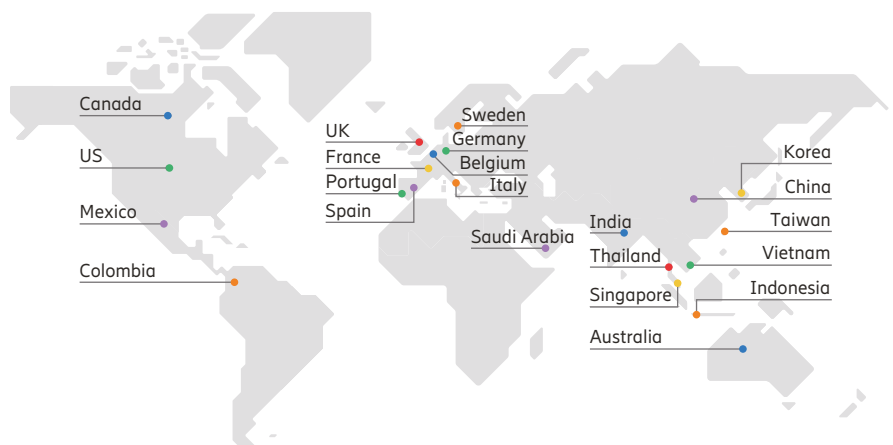 Canada
US
Mexico
Colombia
UK
France
Portugal
Spain
Sweden
Germany
Belgium
Italy
Saudi Arabia
India
Thailand
Singapore
Australia
Korea
China
Taiwan
Vietnam
Indonesia